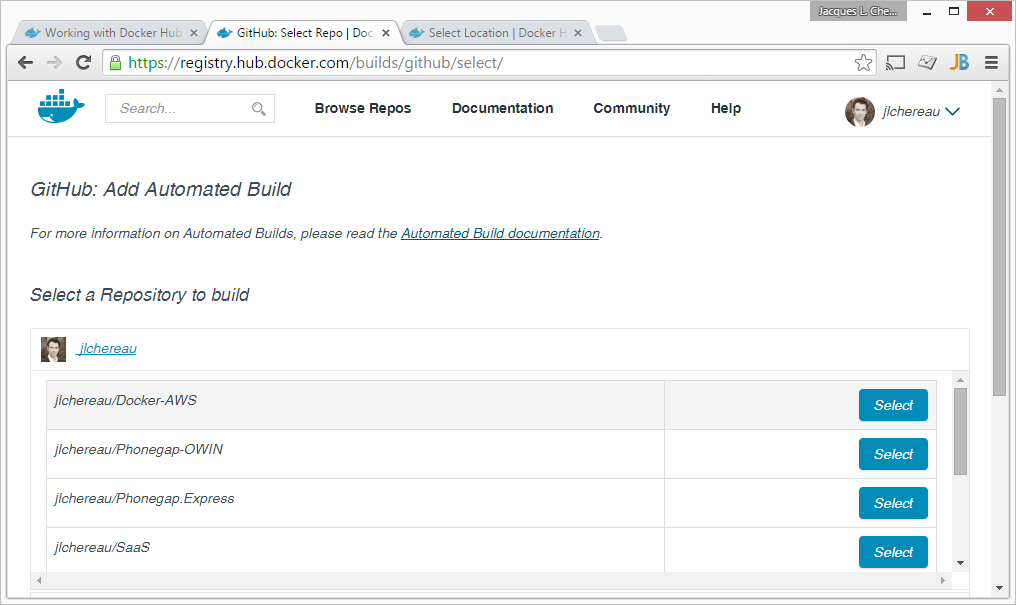 Jacques L. Che...
Working with Docker Hub
GitHub: Select Repo | Doc
Select Location | Docker H
https://registry.hub.docker.com/builds/github/select/
JB
Search...
Browse Repos
Documentation
Community
Help
jlchereau
GitHub: Add Automated Build
For more information on Automated Builds, please read the Automated Build documentation.
Select a Repository to build
jlchereau
jlchereau/Docker-AWS
Select
jlchereau/Phonegap-OWIN
Select
jlchereau/Phonegap.Express
Select
jlchereau/SaaS
Select